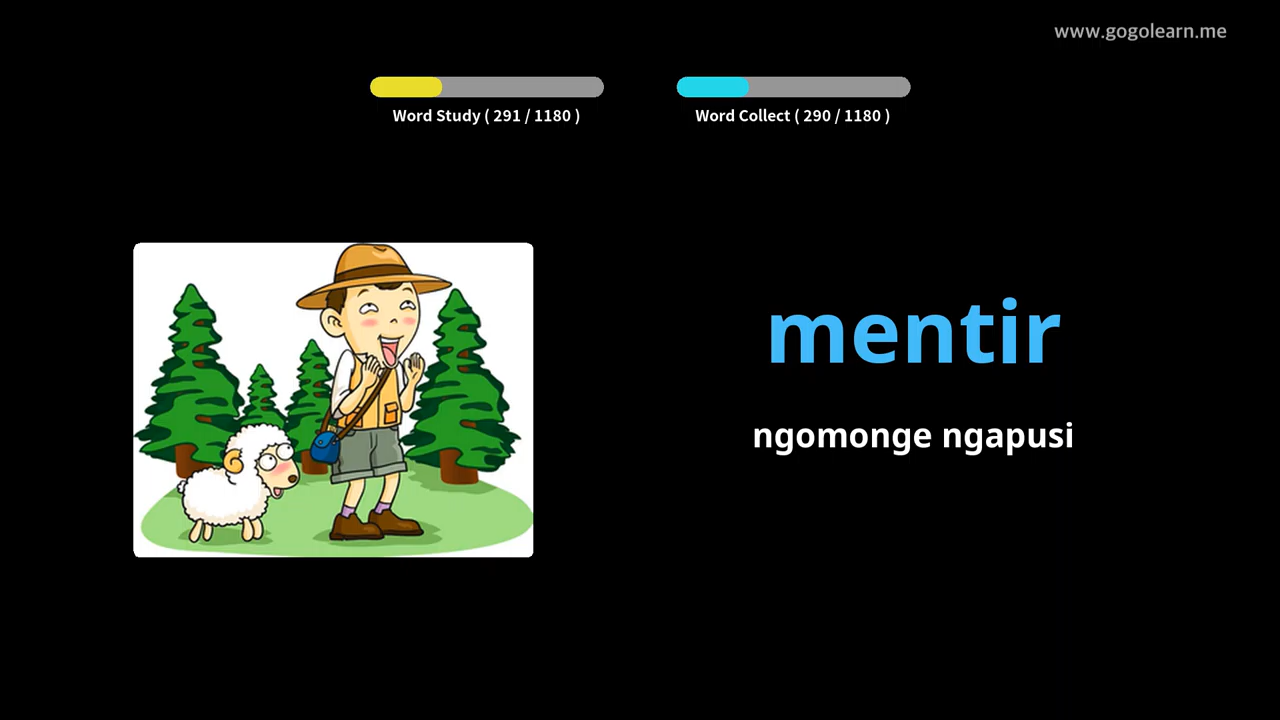 www.gogolearn.me
Word Study ( 291 / 1180 )
Word Collect ( 290 / 1180 )
mentir
ngomonge ngapusi